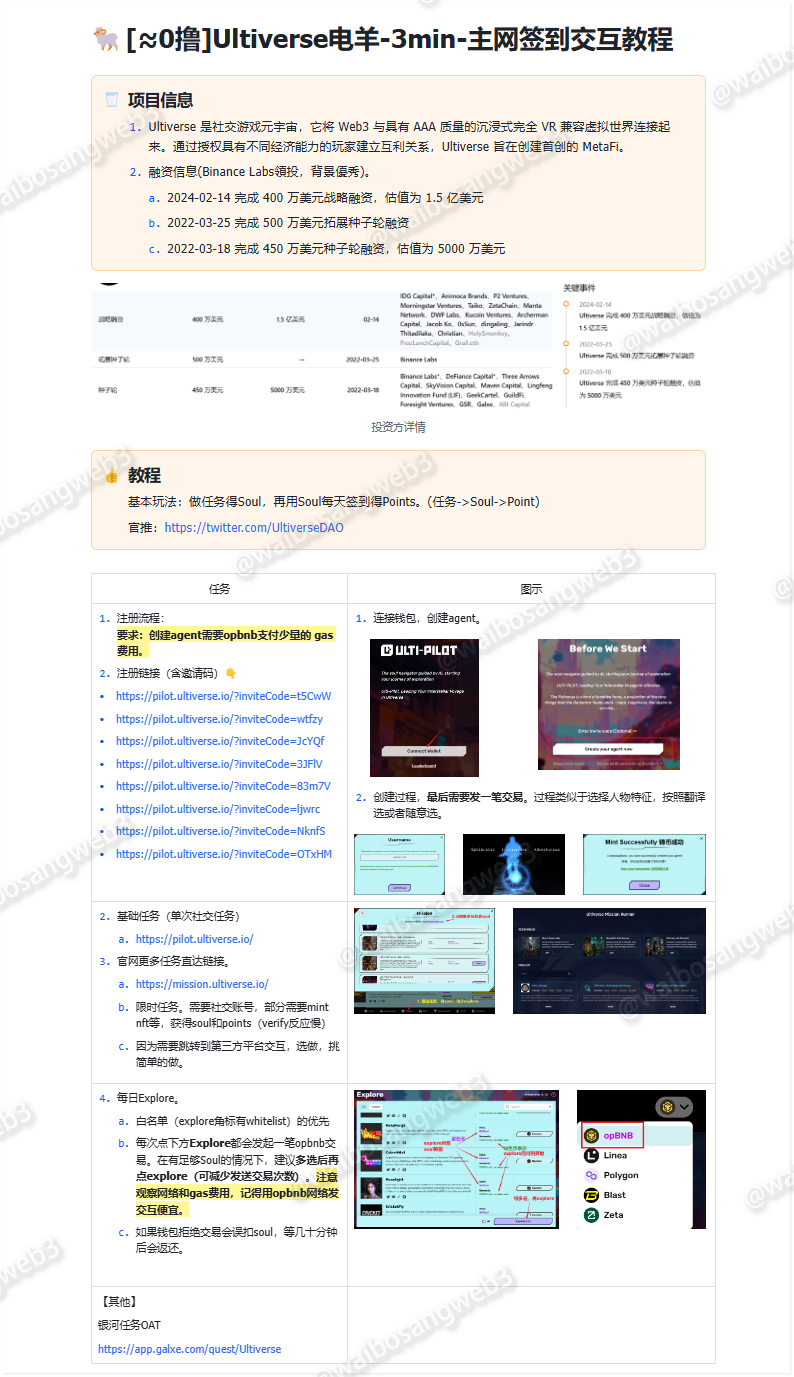 [≈0撸]Ultiverse电羊-3min-主网签到交互教程
项目信息
1. Ultiverse 是社交游戏元宇宙，它将 Web3 与具有 AAA 质量的沉浸式完全 VR 兼容虚拟世界连接起
来。通过授权具有不同经济能力的玩家建立互利关系，Ultiverse 旨在创建首创的 MetaFi。
2. 融资信息(Binance Labs領投，背景優秀)。
a. 2024-02-14 完成 400 万美元战略融资，估值为 1.5 亿美元
b. 2022-03-25 完成 500 万美元拓展种子轮融资
c. 2022-03-18 完成 450 万美元种子轮融资，估值为 5000 万美元
战略融资 400 万美元 1.5 亿美元 02-14
IDG Capital*、Animoca Brands、P2 Ventures、
Morningstar Ventures、Taiko、ZetaChain、Manta
Network、DWF Labs、Kucoin Ventures、Archerman
Capital、Jacob Ko、0xSun、dingaling、Jarindr
Thitadilaka、Christian、HolySmonkey、
FreeLunchCapital、Grail.eth
拓展种子轮 500 万美元 -- 2022-03-25 Binance Labs
种子轮 450 万美元 5000 万美元 2022-03-18
Binance Labs*、DeFiance Capital*、Three Arrows
Capital、SkyVision Capital、Maven Capital、Lingfeng
Innovation Fund (LIF)、GeekCartel、GuildFi、
Foresight Ventures、GSR、Galxe、ABI Capital
关键事件
2024-02-14
Ultiverse 完成 400 万美元战略融资，估值为
1.5 亿美元
2022-03-25
Ultiverse 完成 500 万美元拓展种子轮融资
2022-03-18
Ultiverse 完成 450 万美元种子轮融资，估值
为 5000 万美元
投资方详情
教程
基本玩法：做任务得Soul，再用Soul每天签到得Points。(任务->Soul->Point)
官推：https://twitter.com/UltiverseDAO
任务
图示
1. 注册流程：
要求：创建agent需要opbnb支付少量的 gas
费用。
2. 注册链接（含邀请码）
• https://pilot.ultiverse.io/?inviteCode=t5CwW
• https://pilot.ultiverse.io/?inviteCode=wtfzy
• https://pilot.ultiverse.io/?inviteCode=JcYQf
• https://pilot.ultiverse.io/?inviteCode=3JFlV
• https://pilot.ultiverse.io/?inviteCode=83m7V
• https://pilot.ultiverse.io/?inviteCode=ljwrc
• https://pilot.ultiverse.io/?inviteCode=NknfS
• https://pilot.ultiverse.io/?inviteCode=OTxHM
1. 连接钱包，创建agent。
ULTI-PILOT
The soul navigator guided by AI, starting
your journey of exploration
Ulti-Pilot: Leading Your Interstellar Voyage
in Ultiverse
Connect Wallet
Leaderboard
Before We Start
The soul navigator guided by AI, starting your journey of exploration
Enter Invite code (Optional)
Create your agent now
2. 创建过程，最后需要发一笔交易。过程类似于选择人物特征，按照翻译
选或者随意选。
Username
Continue
Optimistic
Adventurous
Mint Successfully 铸币成功
Close
2. 基础任务（单次社交任务）
a. https://pilot.ultiverse.io/
3. 官网更多任务直达链接。
a. https://mission.ultiverse.io/
b. 限时任务。需要社交账号，部分需要mint
nft等，获得soul和points（verify反应慢)
c. 因为需要跳转到第三方平台交互，选做，挑
简单的做。
Mission
Ultiverse Mission Runner
4. 每日Explore。
a. 白名单（explore角标有whitelist）的优先
b. 每次点下方Explore都会发起一笔opbnb交
易。在有足够Soul的情况下，建议多选后再
点explore（可减少发送交易次数）。注意
观察网络和gas费用，记得用opbnb网络发
交互便宜。
c. 如果钱包拒绝交易会误扣soul，等几十分钟
后会返还。
Explore
opBNB
Linea
Polygon
Blast
Zeta
【其他】
银河任务OAT
https://app.galxe.com/quest/Ultiverse
@waibosangweb3